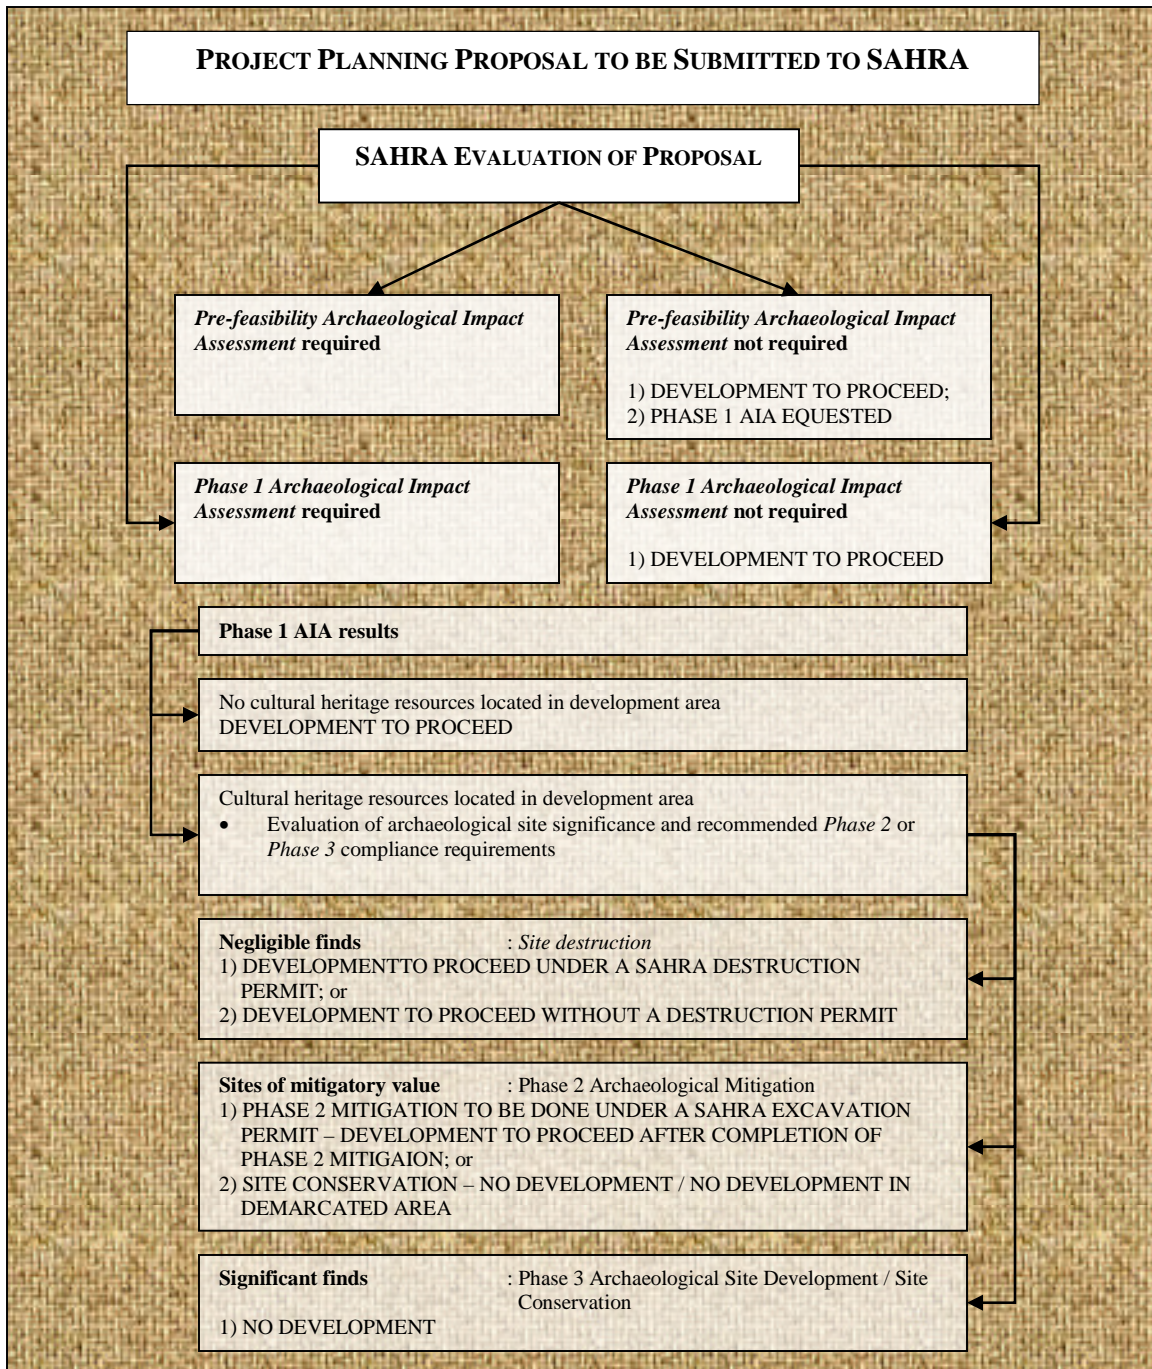 PROJECT PLANNING PROPOSAL TO BE SUBMITTED TO SAHRA
SAHRA EVALUATION OF PROPOSAL
Pre-feasibility Archaeological Impact
Assessment required
Pre-feasibility Archaeological Impact
Assessment not required
1) DEVELOPMENT TO PROCEED;
2) PHASE 1 AIA EQUESTED
Phase 1 Archaeological Impact
Assessment required
Phase 1 Archaeological Impact
Assessment not required
1) DEVELOPMENT TO PROCEED
Phase 1 AIA results
No cultural heritage resources located in development area
DEVELOPMENT TO PROCEED
Cultural heritage resources located in development area
• Evaluation of archaeological site significance and recommended Phase 2 or
Phase 3 compliance requirements
Negligible finds : Site destruction
1) DEVELOPMENTTO PROCEED UNDER A SAHRA DESTRUCTION
PERMIT; or
2) DEVELOPMENT TO PROCEED WITHOUT A DESTRUCTION PERMIT
Sites of mitigatory value : Phase 2 Archaeological Mitigation
1) PHASE 2 MITIGATION TO BE DONE UNDER A SAHRA EXCAVATION
PERMIT – DEVELOPMENT TO PROCEED AFTER COMPLETION OF
PHASE 2 MITIGAION; or
2) SITE CONSERVATION – NO DEVELOPMENT / NO DEVELOPMENT IN
DEMARCATED AREA
Significant finds : Phase 3 Archaeological Site Development / Site
Conservation
1) NO DEVELOPMENT